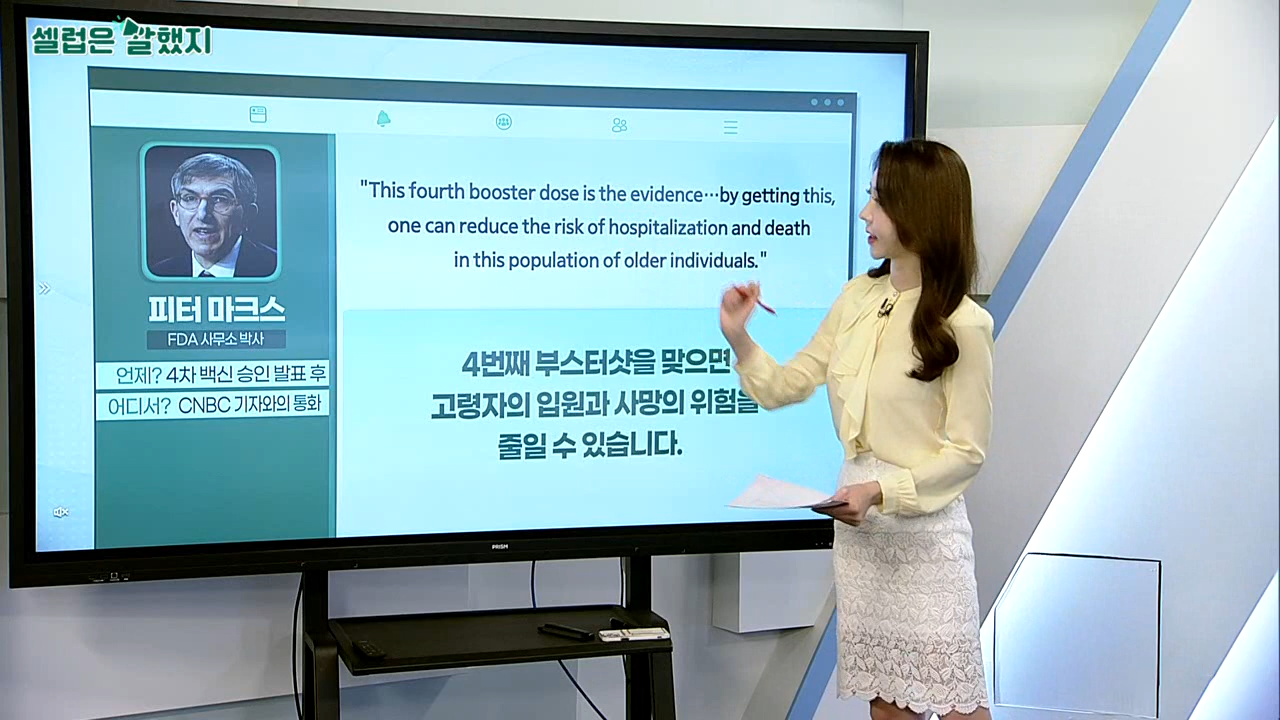 셀럽은 말했지
"This fourth booster dose is the evidence…by getting this,
one can reduce the risk of hospitalization and death
in this population of older individuals."
피터 마크스
FDA 사무소 박사
언제? 4차 백신 승인 발표 후
어디서? CNBC 기자와의 통화
4번째 부스터샷을 맞으면
고령자의 입원과 사망의 위험을
줄일 수 있습니다.
PRISM